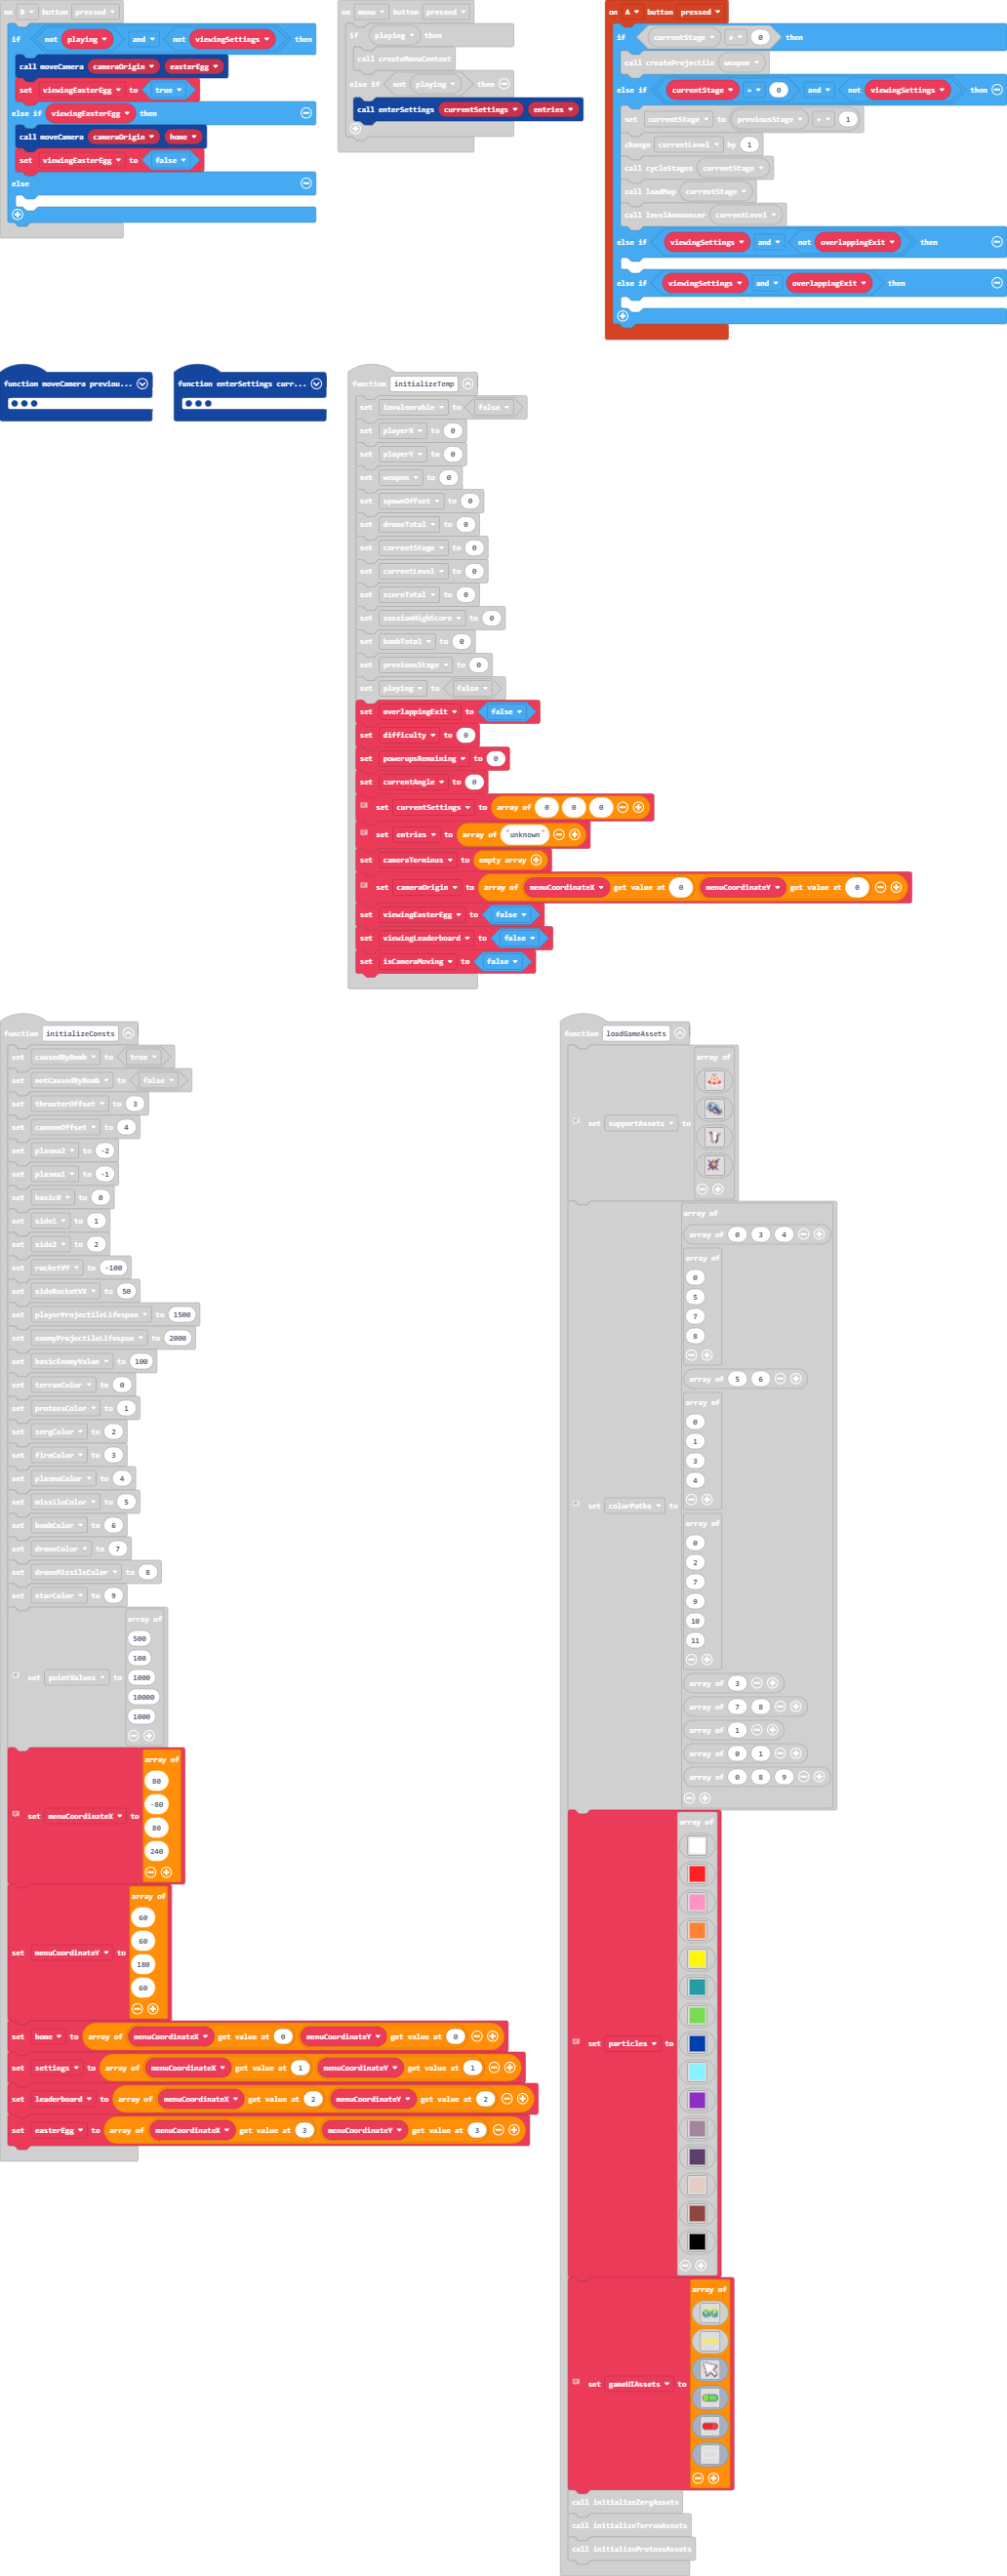 on B button pressed
if not playing and not viewingSettings then
call moveCamera cameraOrigin easterEgg
set viewingEasterEgg to true
else if viewingEasterEgg then
call moveCamera cameraOrigin home
set viewingEasterEgg to false
else
on menu button pressed
if playing then
call createMenuContent
else if not playing then
call enterSettings currentSettings entries
on A button pressed
if currentStage ≠ 0 then
call createProjectile weapon
else if currentStage = 0 and not viewingSettings then
set currentStage to previousStage + 1
change currentLevel by 1
call cycleStages currentStage
call loadMap currentStage
call levelAnnouncer currentLevel
else if viewingSettings and not overlappingExit then
else if viewingSettings and overlappingExit then
function moveCamera previou...
function enterSettings curr...
function initializeTemp
set invulnerable to false
set playerX to 0
set playerY to 0
set weapon to 0
set spawnOffset to 0
set droneTotal to 0
set currentStage to 0
set currentLevel to 0
set scoreTotal to 0
set sessionHighScore to 0
set bombTotal to 0
set previousStage to 0
set playing to false
set overlappingExit to false
set difficulty to 0
set powerupsRemaining to 0
set currentAngle to 0
set currentSettings to array of 0 0 0
set entries to array of "unknown"
set cameraTerminus to empty array
set cameraOrigin to array of menuCoordinateX get value at 0 menuCoordinateY get value at 0
set viewingEasterEgg to false
set viewingLeaderboard to false
set isCameraMoving to false
function initializeConsts
set causedByBomb to true
set notCausedByBomb to false
set thrusterOffset to 3
set cannonOffset to 4
set plasma2 to -2
set plasma1 to -1
set basic0 to 0
set side1 to 1
set side2 to 2
set rocketVY to -100
set sideRocketVX to 50
set playerProjectileLifespan to 1500
set enemyProjectileLifespan to 2000
set basicEnemyValue to 100
set terranColor to 0
set protossColor to 1
set zergColor to 2
set fireColor to 3
set plasmaColor to 4
set missileColor to 5
set bombColor to 6
set droneColor to 7
set droneMissileColor to 8
set starColor to 9
array of
500
100
set pointValues to 1000
10000
1000
array of
80
-80
set menuCoordinateX to
80
240
array of
60
60
set menuCoordinateY to
180
60
set home to array of menuCoordinateX get value at 0 menuCoordinateY get value at 0
set settings to array of menuCoordinateX get value at 1 menuCoordinateY get value at 1
set leaderboard to array of menuCoordinateX get value at 2 menuCoordinateY get value at 2
set easterEgg to array of menuCoordinateX get value at 3 menuCoordinateY get value at 3
function loadGameAssets
array of
set supportAssets to
array of
array of 0 3 4
array of
0
5
7
8
array of 5 6
array of
0
1
3
4
set colorPaths to
array of
0
2
7
9
10
11
array of 3
array of 7 8
array of 1
array of 0 1
array of 0 8 9
array of
set particles to
array of
set gameUIAssets to
call initializeZergAssets
call initializeTerranAssets
call initializeProtossAssets